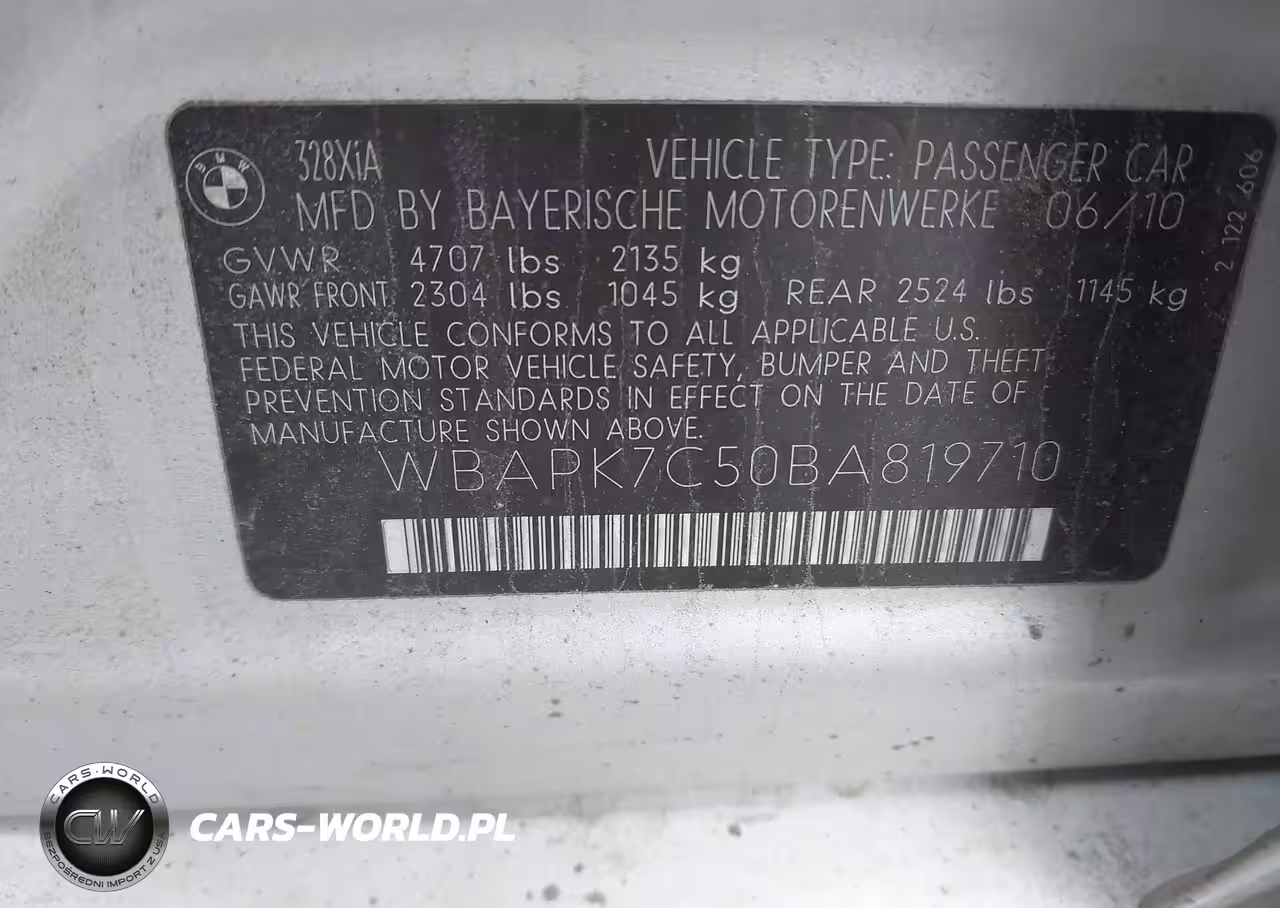 BMW
328XiA
VEHICLE TYPE: PASSENGER CAR
MFD BY BAYERISCHE MOTORENWERKE 06/10
GVWR 4707 lbs 2135 kg
GAWR FRONT 2304 lbs 1045 kg REAR 2524 lbs 1145 kg
THIS VEHICLE CONFORMS TO ALL APPLICABLE U.S.
FEDERAL MOTOR VEHICLE SAFETY, BUMPER AND THEFT
PREVENTION STANDARDS IN EFFECT ON THE DATE OF
MANUFACTURE SHOWN ABOVE.
WBAPK7C50BA819710
2 122 606
CARS-WORLD
CW
BEZPOŚREDNI IMPORT Z USA
CARS-WORLD.PL